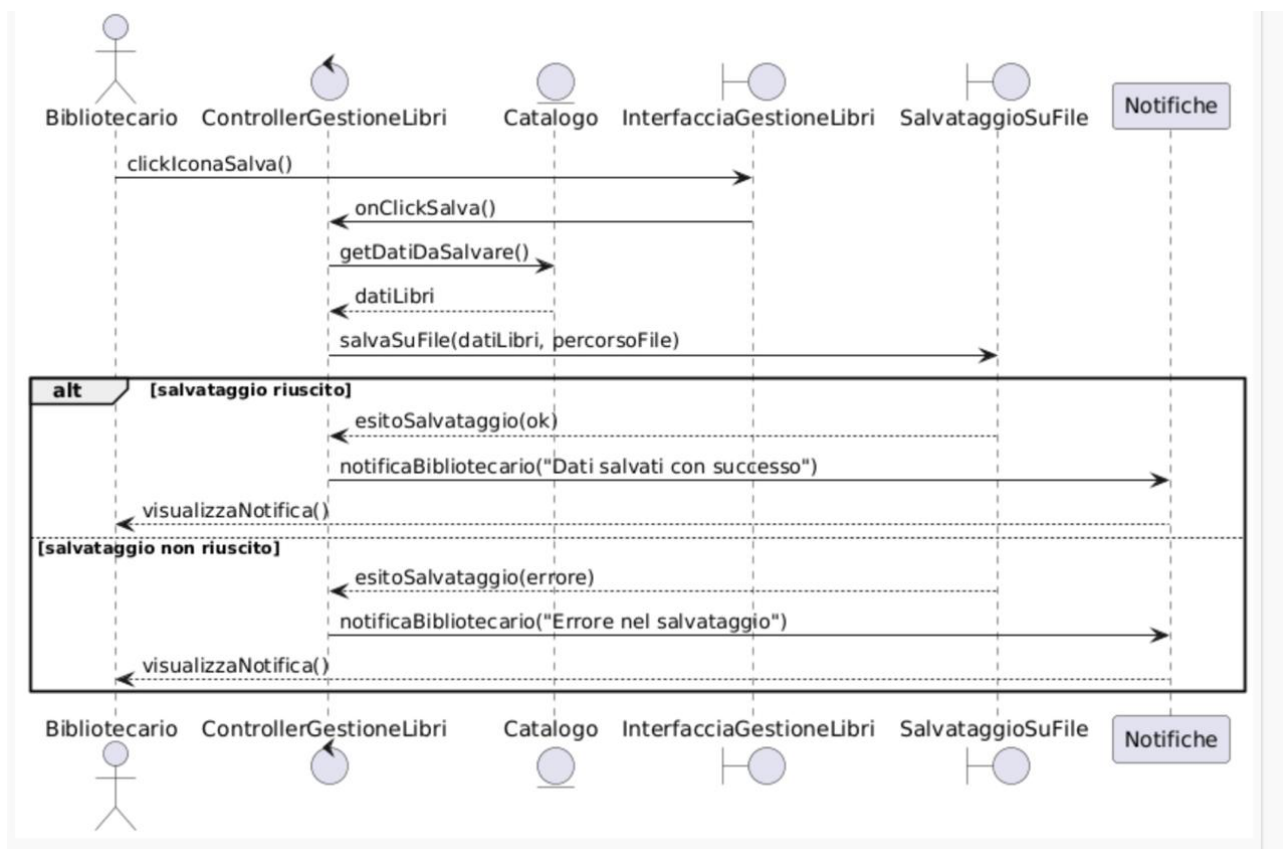 Bibliotecario ControllerGestioneLibri Catalogo InterfacciaGestioneLibri SalvataggioSuFile Notifiche
clickIconaSalva()
onClickSalva()
getDatiDaSalvare()
datiLibri
salvaSuFile(datiLibri, percorsoFile)
alt [salvataggio riuscito]
esitoSalvataggio(ok)
notificaBibliotecario("Dati salvati con successo")
visualizzaNotifica()
[salvataggio non riuscito]
esitoSalvataggio(errore)
notificaBibliotecario("Errore nel salvataggio")
visualizzaNotifica()
Bibliotecario ControllerGestioneLibri Catalogo InterfacciaGestioneLibri SalvataggioSuFile Notifiche